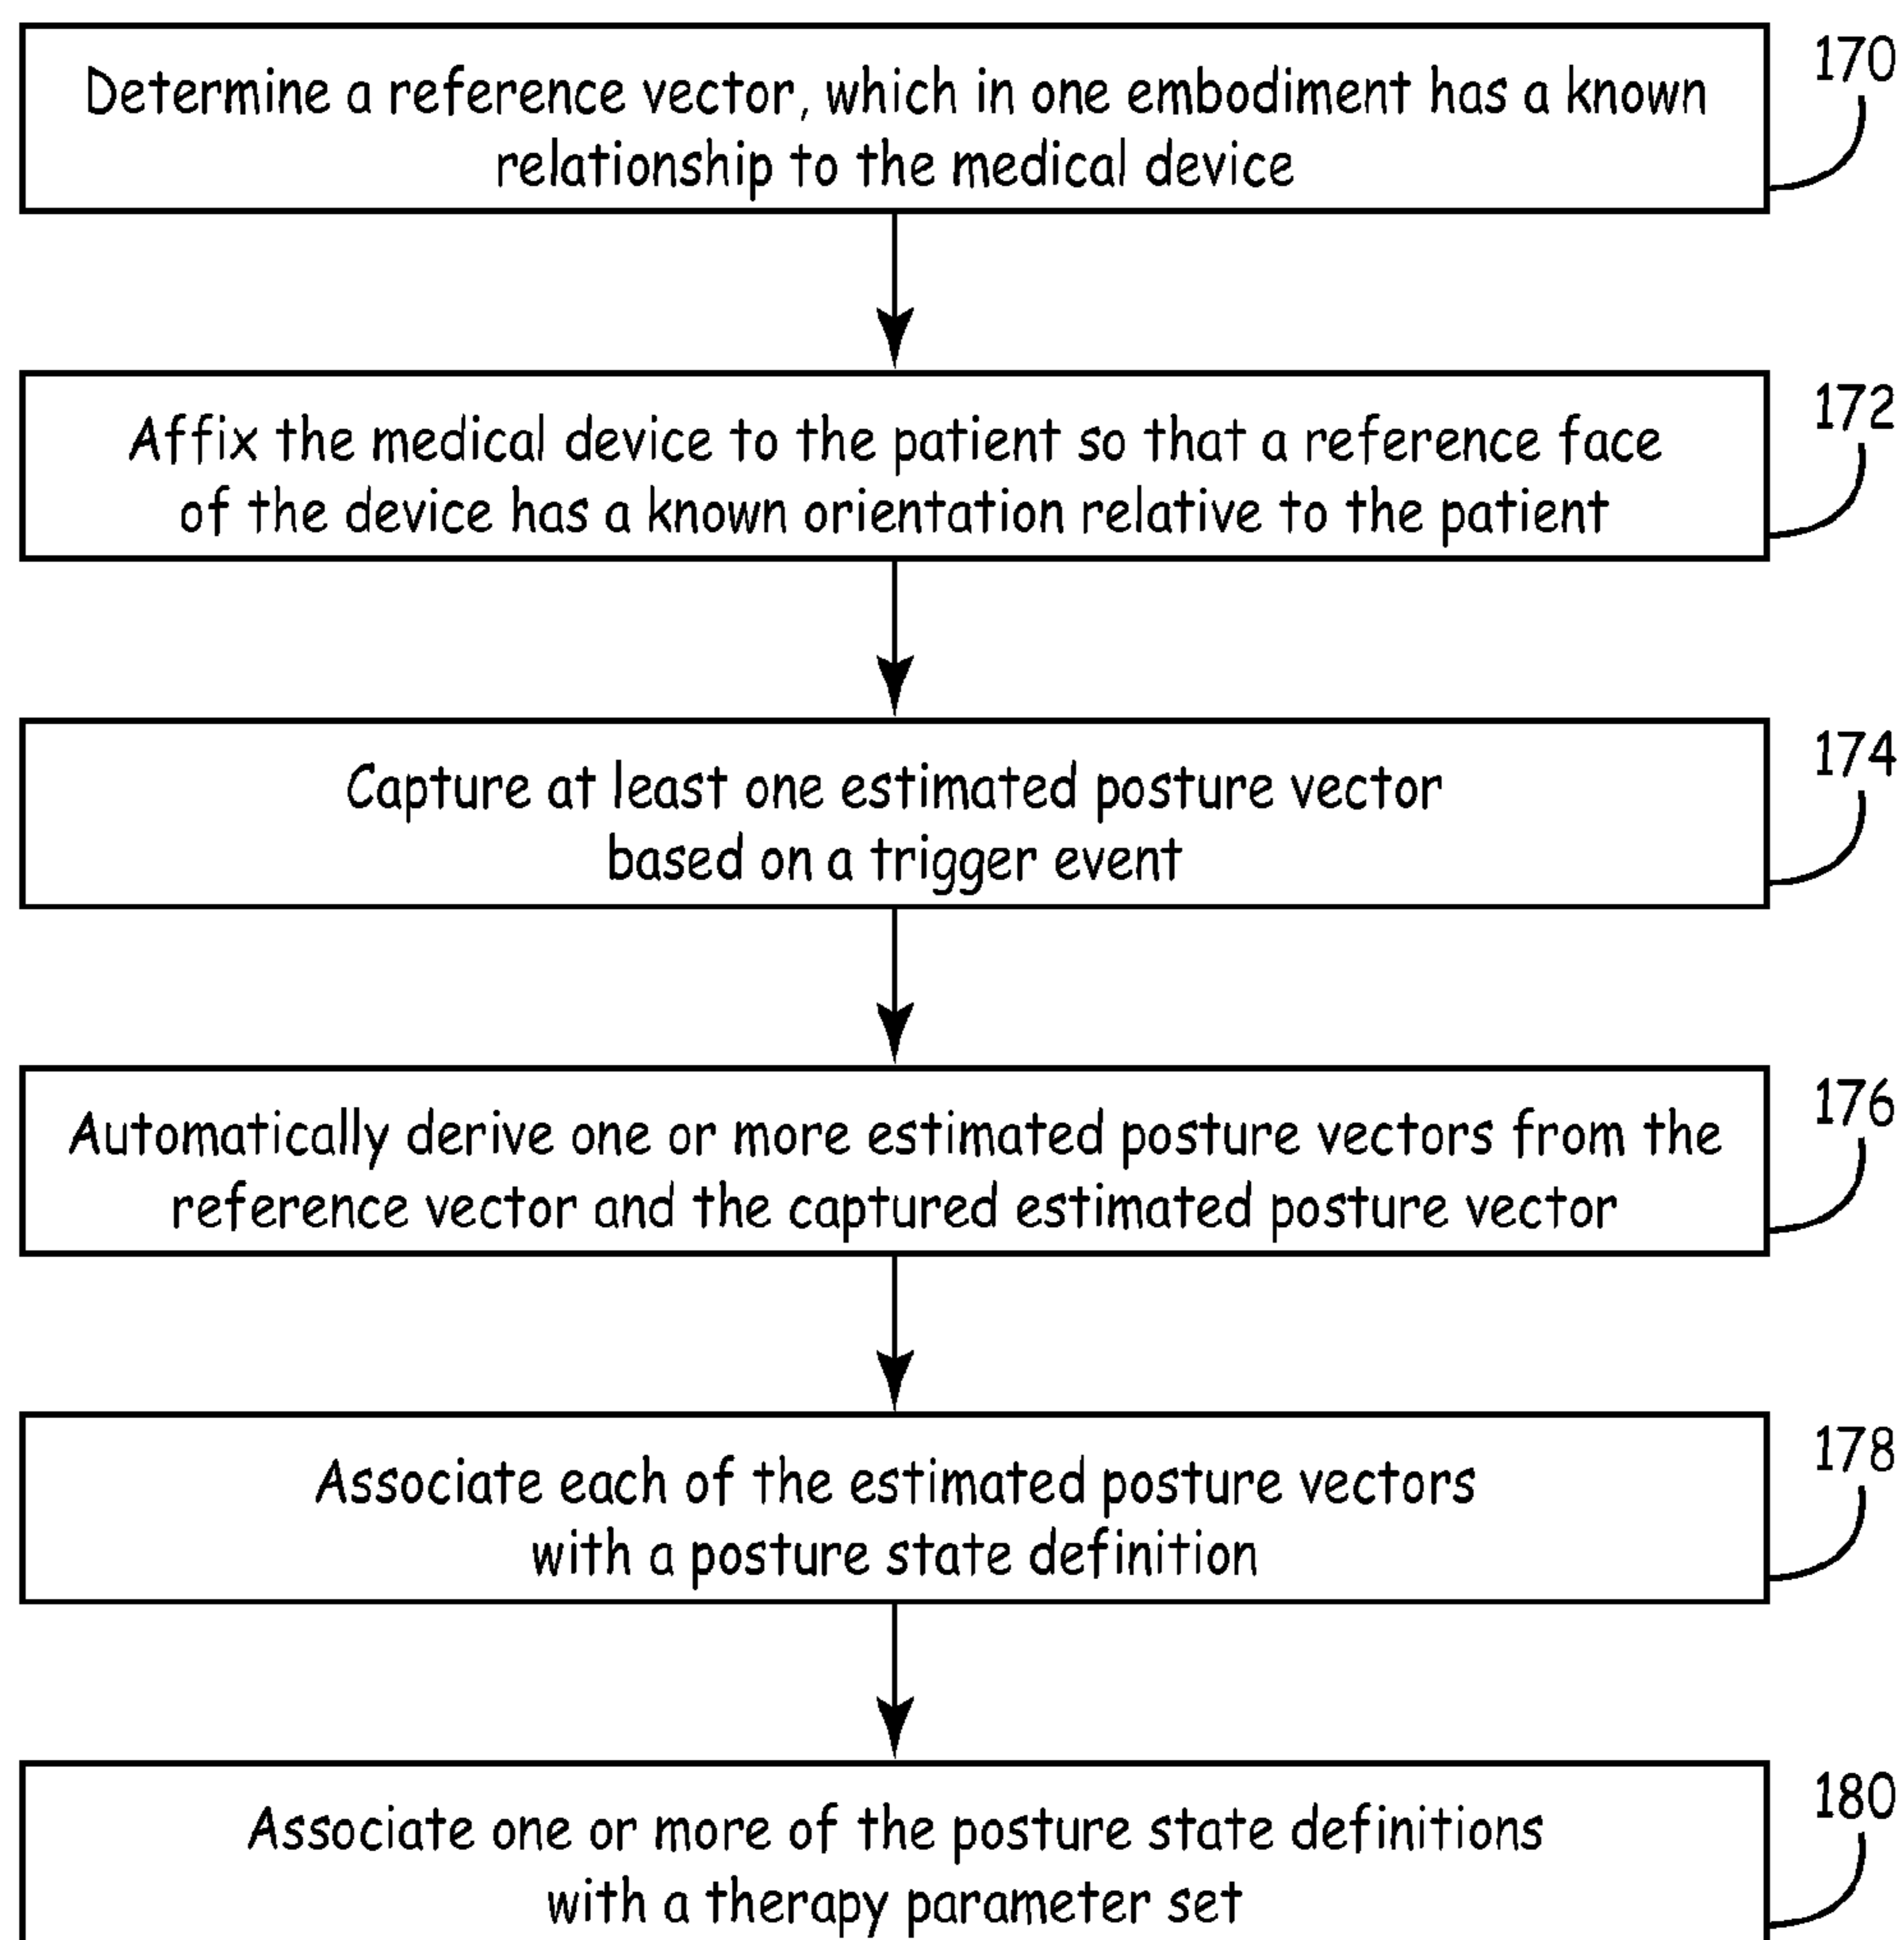 Determine a reference vector, which in one embodiment has a known
relationship to the medical device
170
Affix the medical device to the patient so that a reference face
of the device has a known orientation relative to the patient
172
Capture at least one estimated posture vector
based on a trigger event
174
Automatically derive one or more estimated posture vectors from the
reference vector and the captured estimated posture vector
176
Associate each of the estimated posture vectors
with a posture state definition
178
Associate one or more of the posture state definitions
with a therapy parameter set
180